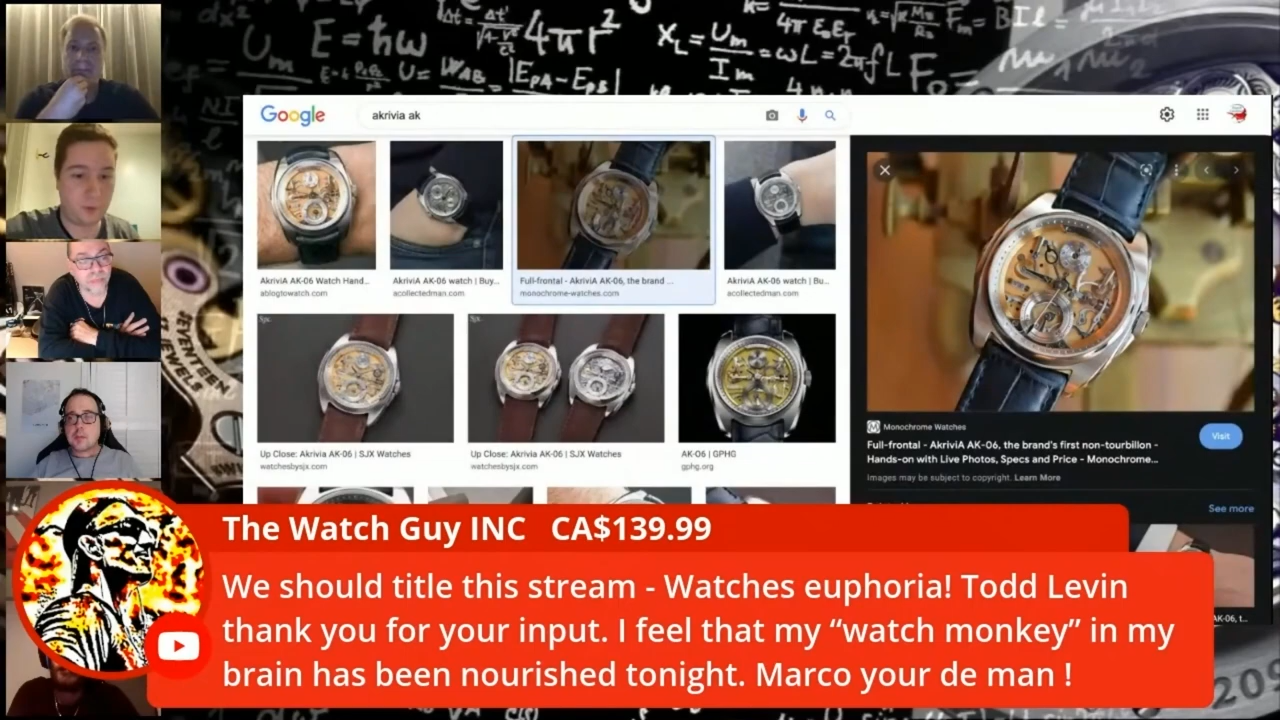 Google
akrivia ak
AkriviA AK-06 Watch Hand...
ablogtowatch.com
AkriviA AK-06 watch | Buy...
acollectedman.com
Full-frontal - AkriviA AK-06, the brand ...
monochrome-watches.com
AkriviA AK-06 watch | Bu...
acollectedman.com
Up Close: Akrivia AK-06 | SJX Watches
watchesbysjx.com
Up Close: Akrivia AK-06 | SJX Watches
watchesbysjx.com
AK-06 | GPHG
gphg.org
Monochrome Watches
Full-frontal - AkriviA AK-06, the brand's first non-tourbillon -
Hands-on with Live Photos, Specs and Price - Monochrome...
Visit
Images may be subject to copyright. Learn More
See more
SEVENTEEN
JEWELS
The Watch Guy INC CA$139.99
We should title this stream - Watches euphoria! Todd Levin
thank you for your input. I feel that my “watch monkey” in my
brain has been nourished tonight. Marco your de man !